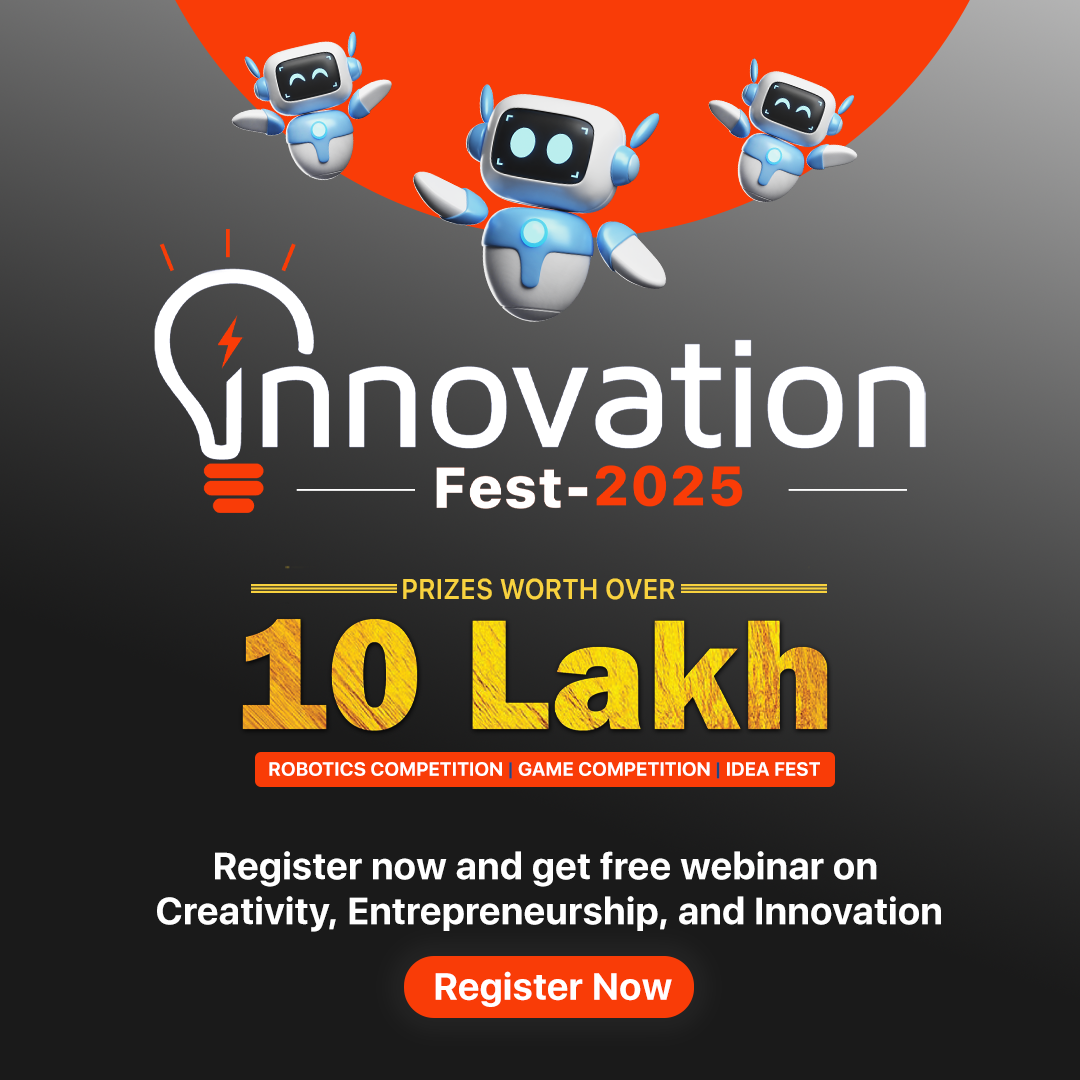 innovation
Fest-2025
PRIZES WORTH OVER
10 Lakh
ROBOTICS COMPETITION | GAME COMPETITION | IDEA FEST
Register now and get free webinar on
Creativity, Entrepreneurship, and Innovation
Register Now